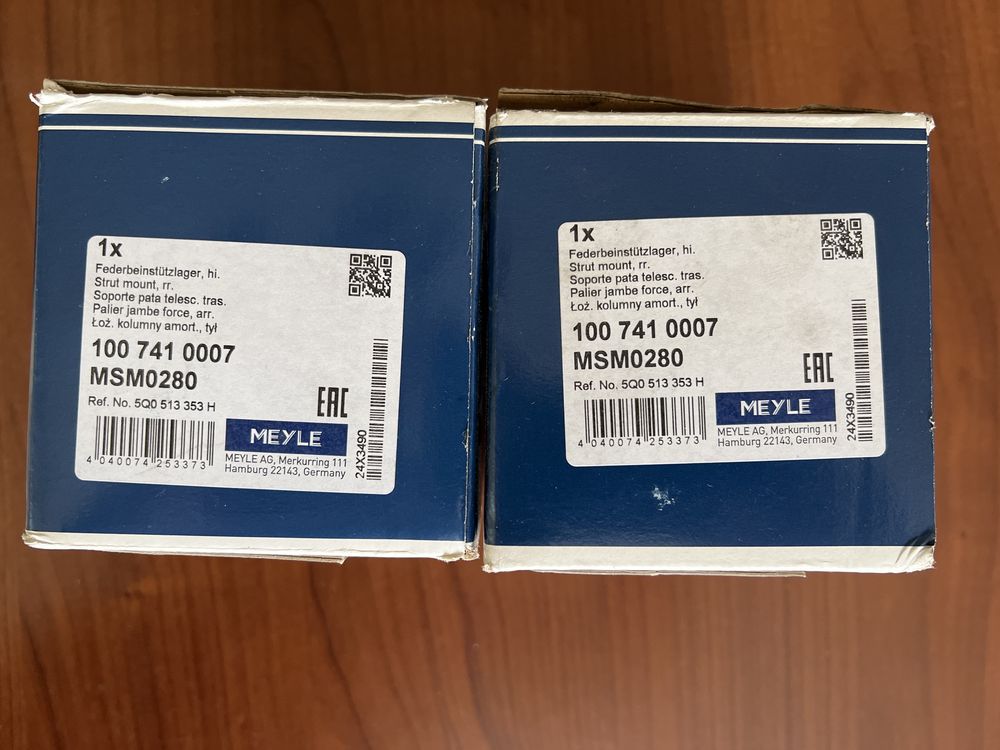 1x
Federbeinstützlager, hi.
Strut mount, rr.
Soporte pata telesc. tras.
Palier jambe force, arr.
Łoż. kolumny amort., tył
100 741 0007
MSM0280
Ref. No. 5Q0 513 353 H
EAC
4 040074 253373
MEYLE
MEYLE AG, Merkurring 111
Hamburg 22143, Germany
24X3490
1x
Federbeinstützlager, hi.
Strut mount, rr.
Soporte pata telesc. tras.
Palier jambe force, arr.
Łoż. kolumny amort., tył
100 741 0007
MSM0280
Ref. No. 5Q0 513 353 H
EAC
4 040074 253373
MEYLE
MEYLE AG, Merkurring 111
Hamburg 22143, Germany
24X3490